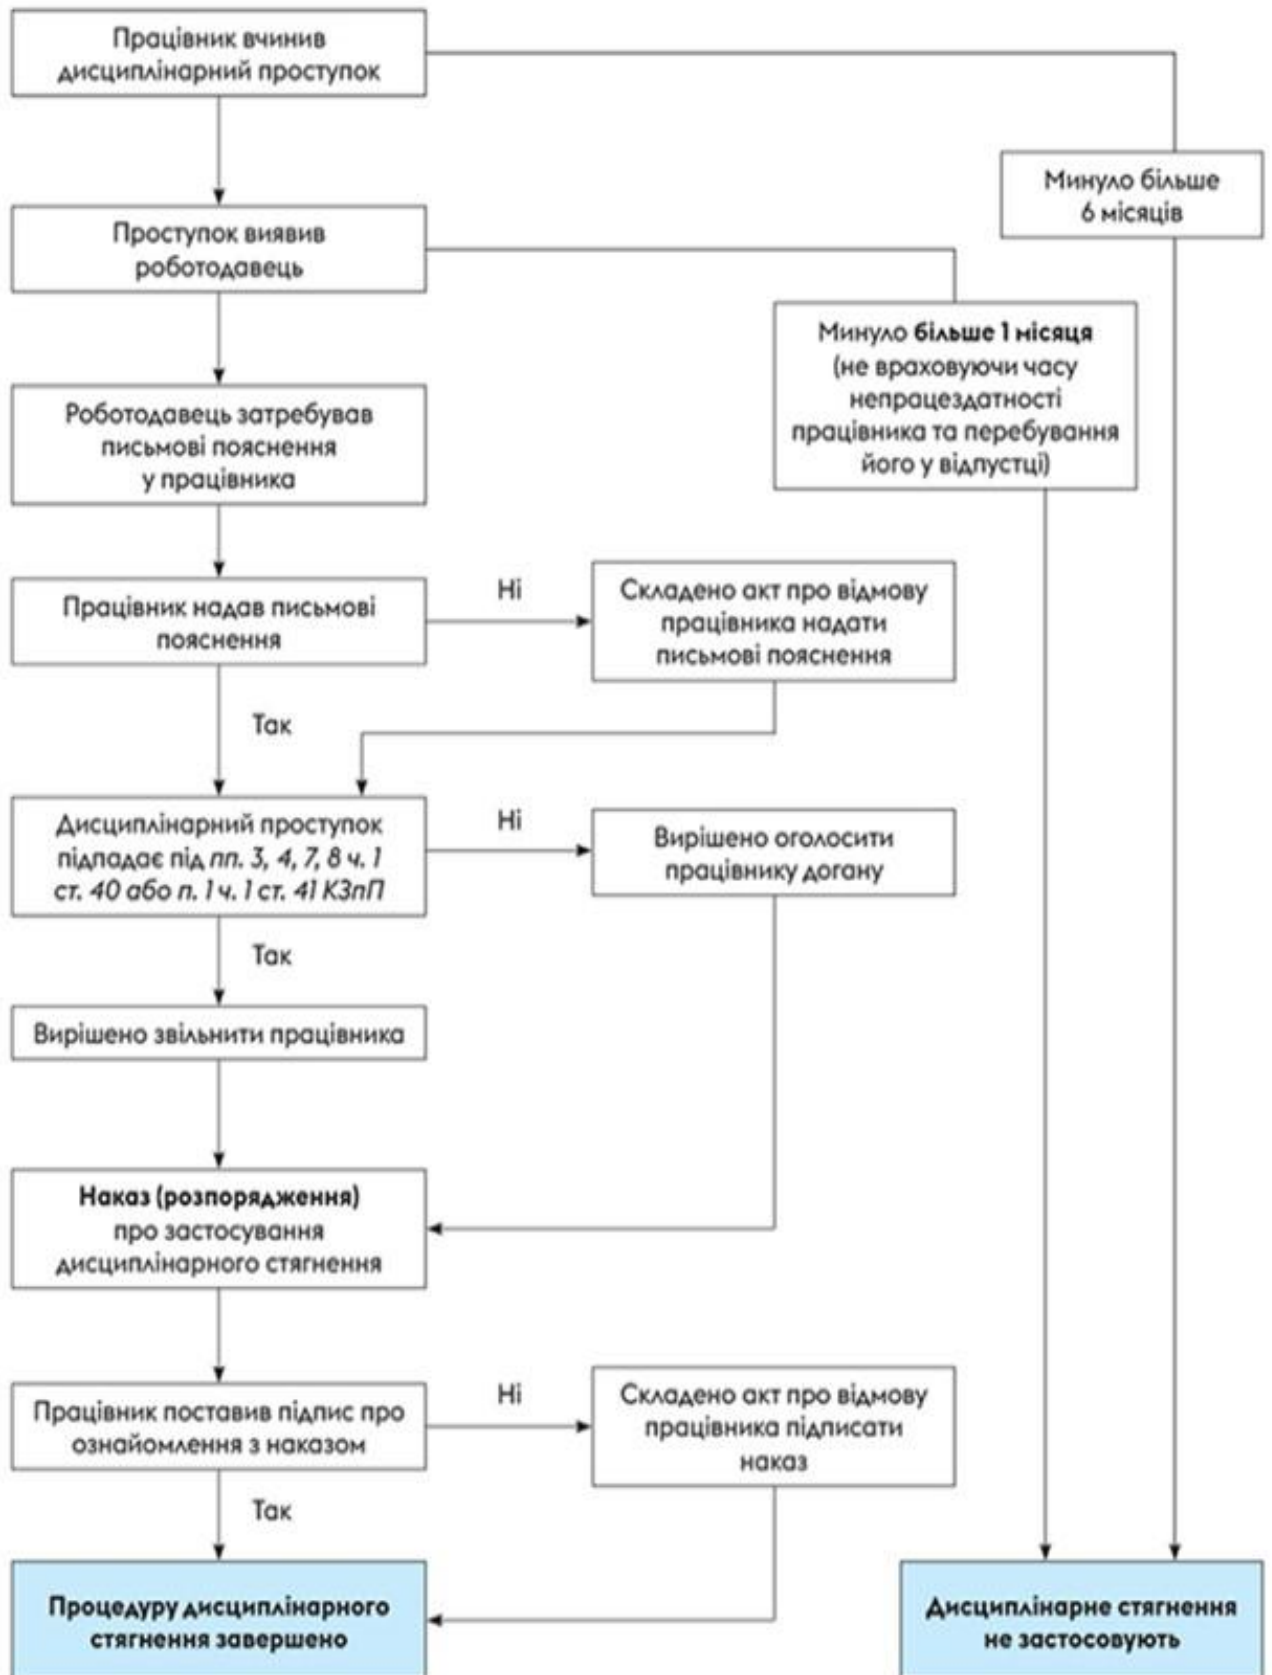 Працівник вчинив
дисциплінарний проступок
Минуло більше
6 місяців
Проступок виявив
роботодавець
Минуло більше 1 місяця
(не враховуючи часу
непрацездатності
працівника та перебування
його у відпустці)
Роботодавець затребував
письмові пояснення
у працівника
Працівник надав письмові
пояснення
Ні
Складено акт про відмову
працівника надати
письмові пояснення
Так
Дисциплінарний проступок
підпадає під пп. 3, 4, 7, 8 ч. 1
ст. 40 або п. 1 ч. 1 ст. 41 КЗпП
Ні
Вирішено оголосити
працівнику догану
Так
Вирішено звільнити працівника
Наказ (розпорядження)
про застосування
дисциплінарного стягнення
Працівник поставив підпис про
ознайомлення з наказом
Ні
Складено акт про відмову
працівника підписати
наказ
Так
Процедуру дисциплінарного
стягнення завершено
Дисциплінарне стягнення
не застосовують